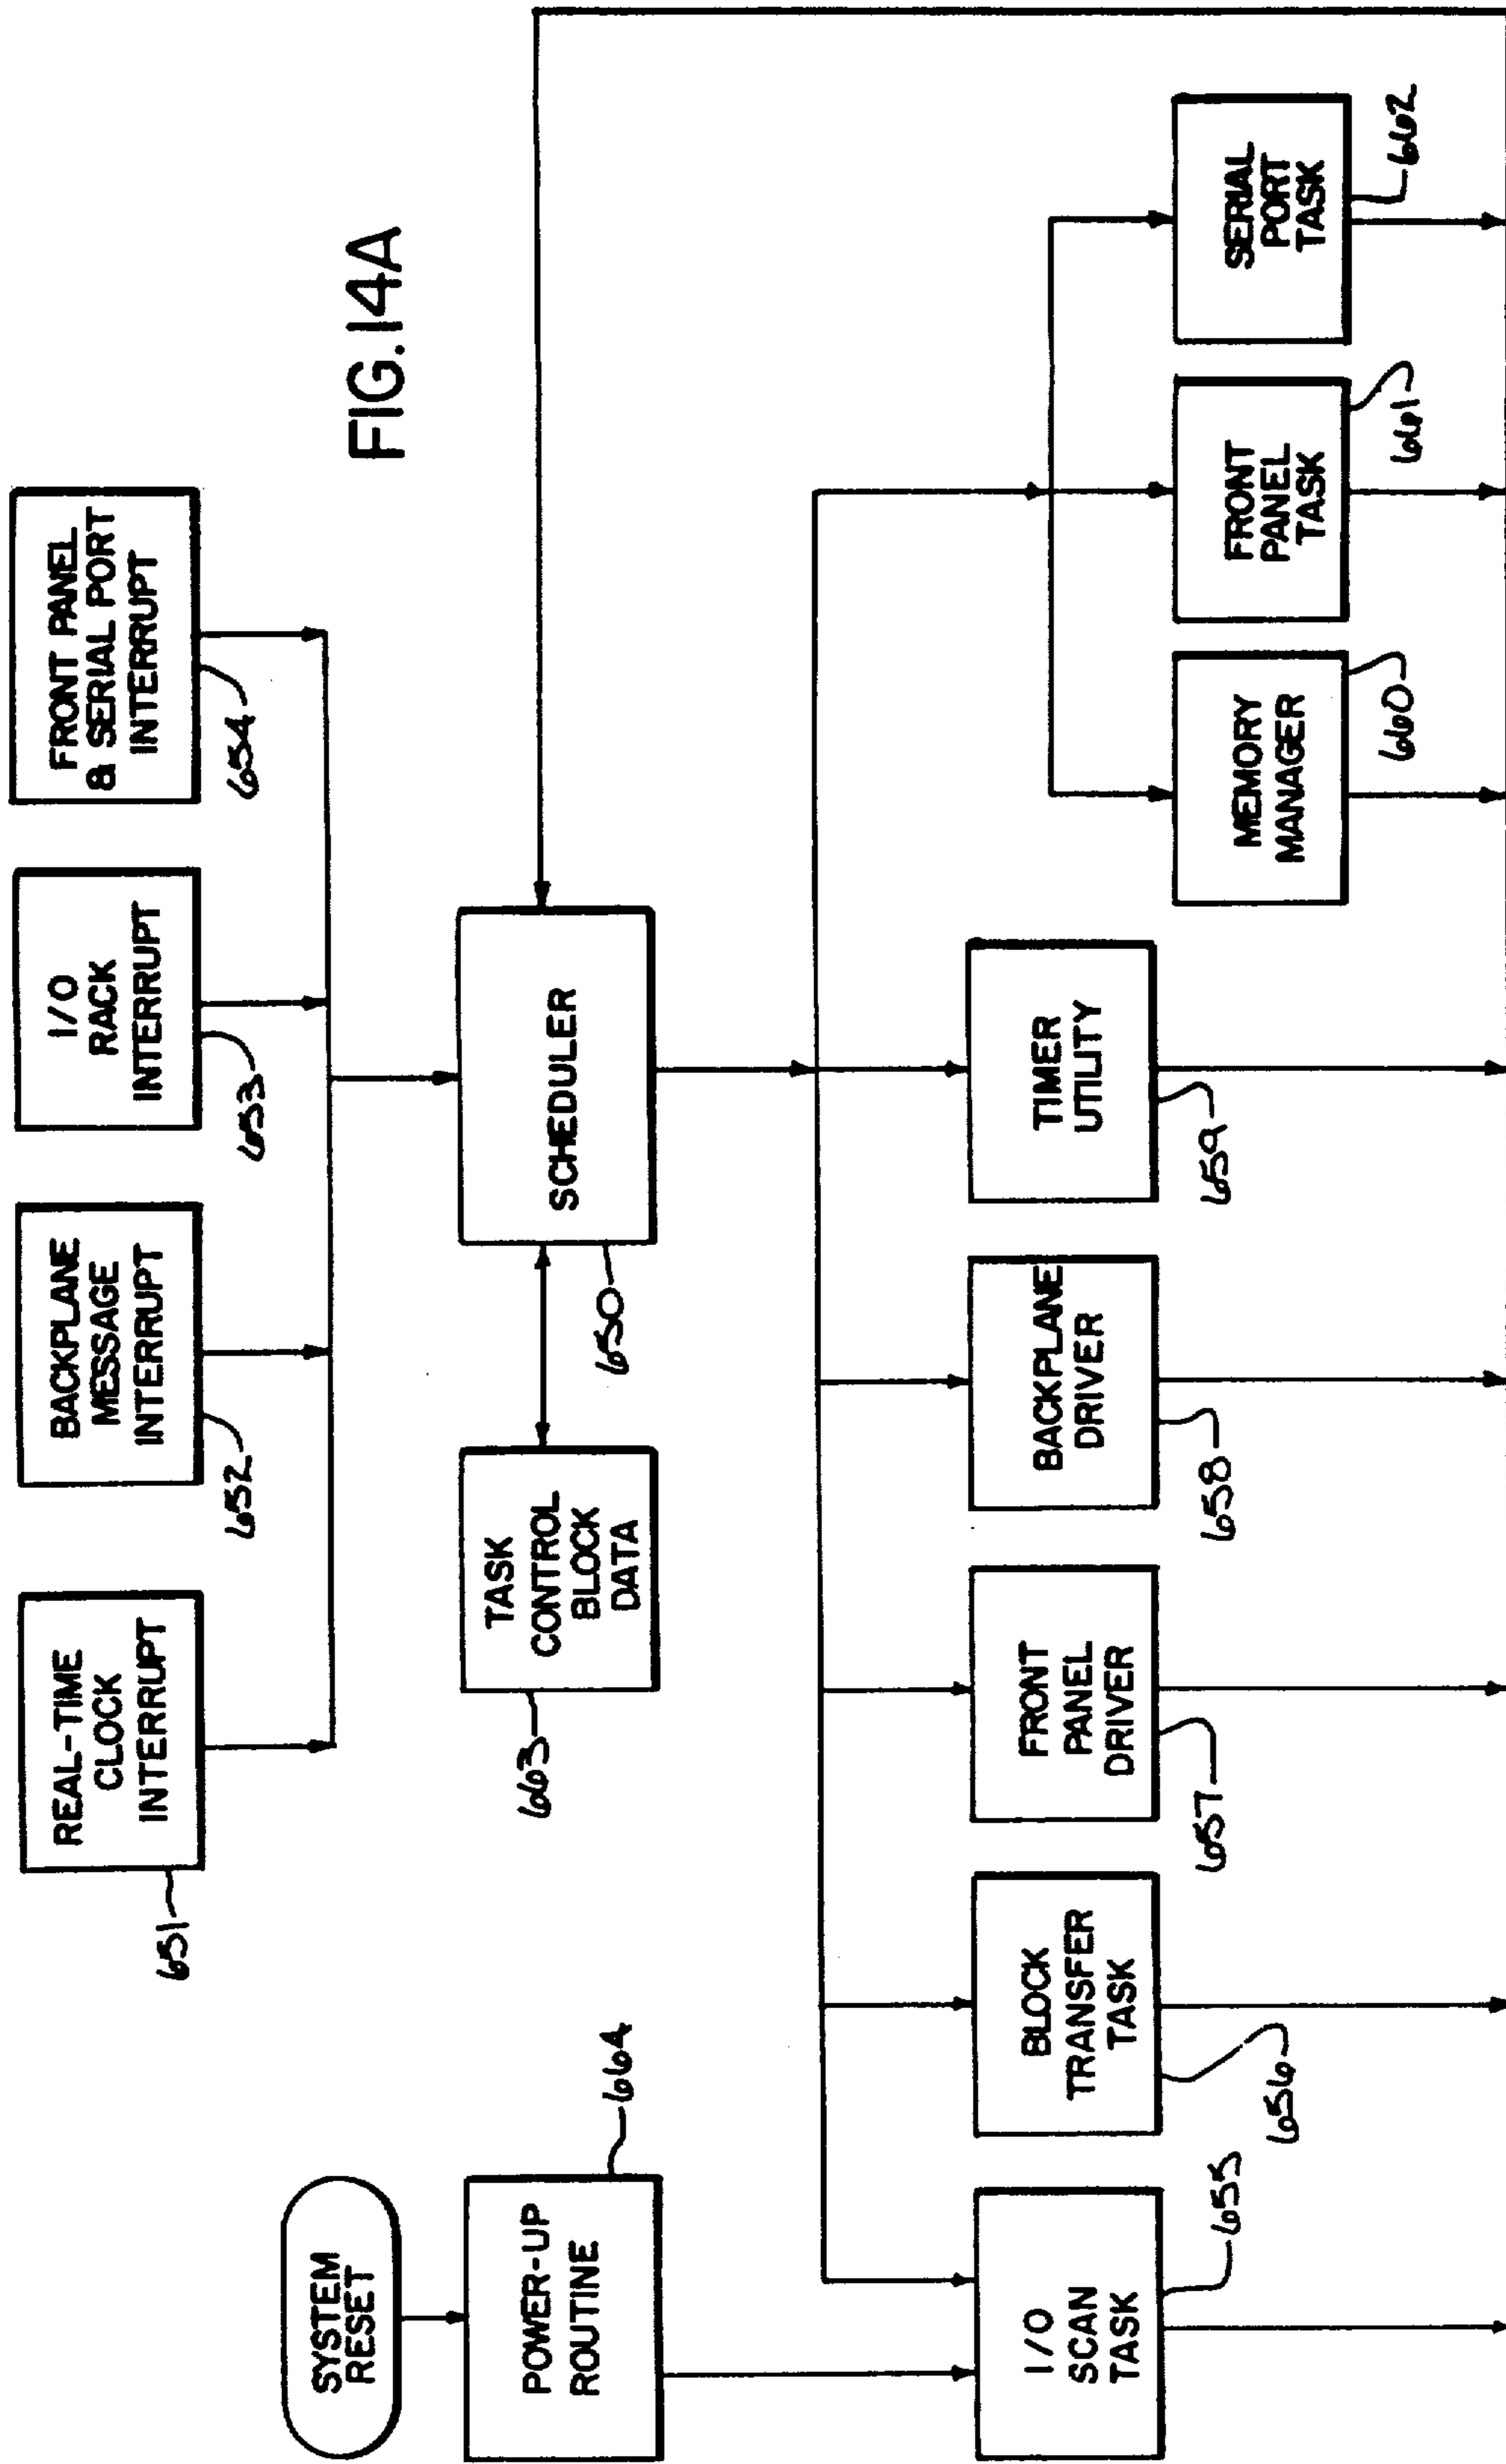 FIG.14A
REAL-TIME
CLOCK
INTERRUPT
651
BACKPLANE
MESSAGE
INTERRUPT
652
I/O
RACK
INTERRUPT
653
FRONT PANEL
& SERIAL PORT
INTERRUPT
654
SYSTEM
RESET
POWER-UP
ROUTINE
664
TASK
CONTROL
BLOCK
DATA
663
SCHEDULER
650
I/O
SCAN
TASK
655
BLOCK
TRANSFER
TASK
656
FRONT
PANEL
DRIVER
657
BACKPLANE
DRIVER
658
TIMER
UTILITY
659
MEMORY
MANAGER
660
FRONT
PANEL
TASK
661
SERIAL
PORT
TASK
662